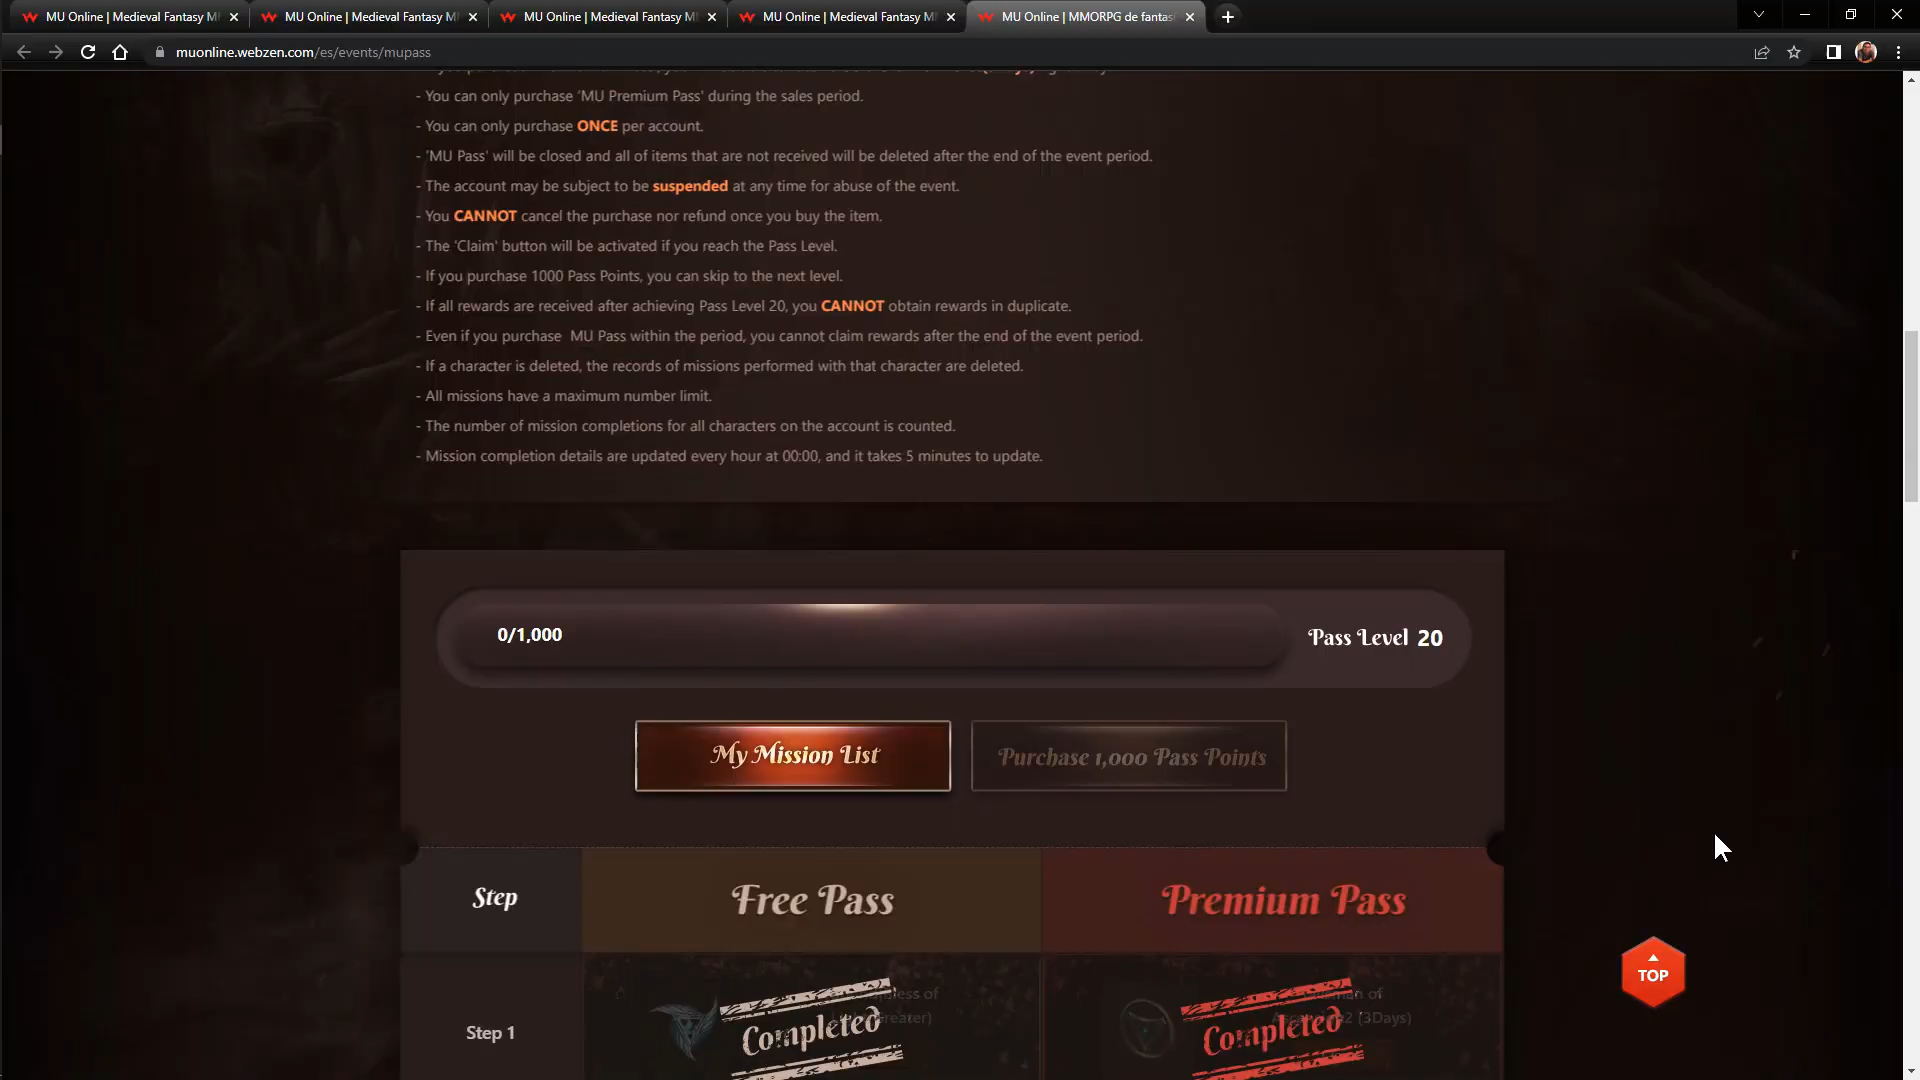 MU Online | Medieval Fantasy M
MU Online | Medieval Fantasy M
MU Online | Medieval Fantasy M
MU Online | Medieval Fantasy M
MU Online | MMORPG de fantas
muonline.webzen.com/es/events/mupass
- You can only purchase 'MU Premium Pass' during the sales period.
- You can only purchase ONCE per account.
- 'MU Pass' will be closed and all of items that are not received will be deleted after the end of the event period.
- The account may be subject to be suspended at any time for abuse of the event.
- You CANNOT cancel the purchase nor refund once you buy the item.
- The 'Claim' button will be activated if you reach the Pass Level.
- If you purchase 1000 Pass Points, you can skip to the next level.
- If all rewards are received after achieving Pass Level 20, you CANNOT obtain rewards in duplicate.
- Even if you purchase MU Pass within the period, you cannot claim rewards after the end of the event period.
- If a character is deleted, the records of missions performed with that character are deleted.
- All missions have a maximum number limit.
- The number of mission completions for all characters on the account is counted.
- Mission completion details are updated every hour at 00:00, and it takes 5 minutes to update.
0/1,000
Pass Level 20
My Mission List
Purchase 1,000 Pass Points
Step
Free Pass
Premium Pass
Step 1
Completed
Completed
of
of
(3Days)
TOP